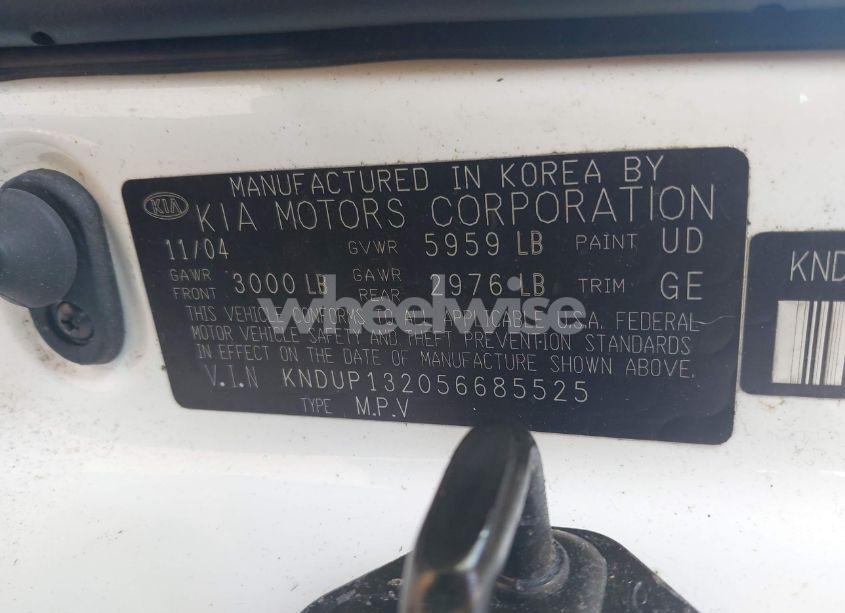 MANUFACTURED IN KOREA BY
KIA KIA MOTORS CORPORATION
11/04 GVWR 5959 LB PAINT UD
GAWR FRONT 3000 LB GAWR REAR 2976 LB TRIM GE
wheelwise
THIS VEHICLE CONFORMS TO ALL APPLICABLE U.S.A. FEDERAL
MOTOR VEHICLE SAFETY AND THEFT PREVENTION STANDARDS
IN EFFECT ON THE DATE OF MANUFACTURE SHOWN ABOVE.
V.I.N KNDUP132056685525
TYPE M.P.V
KND